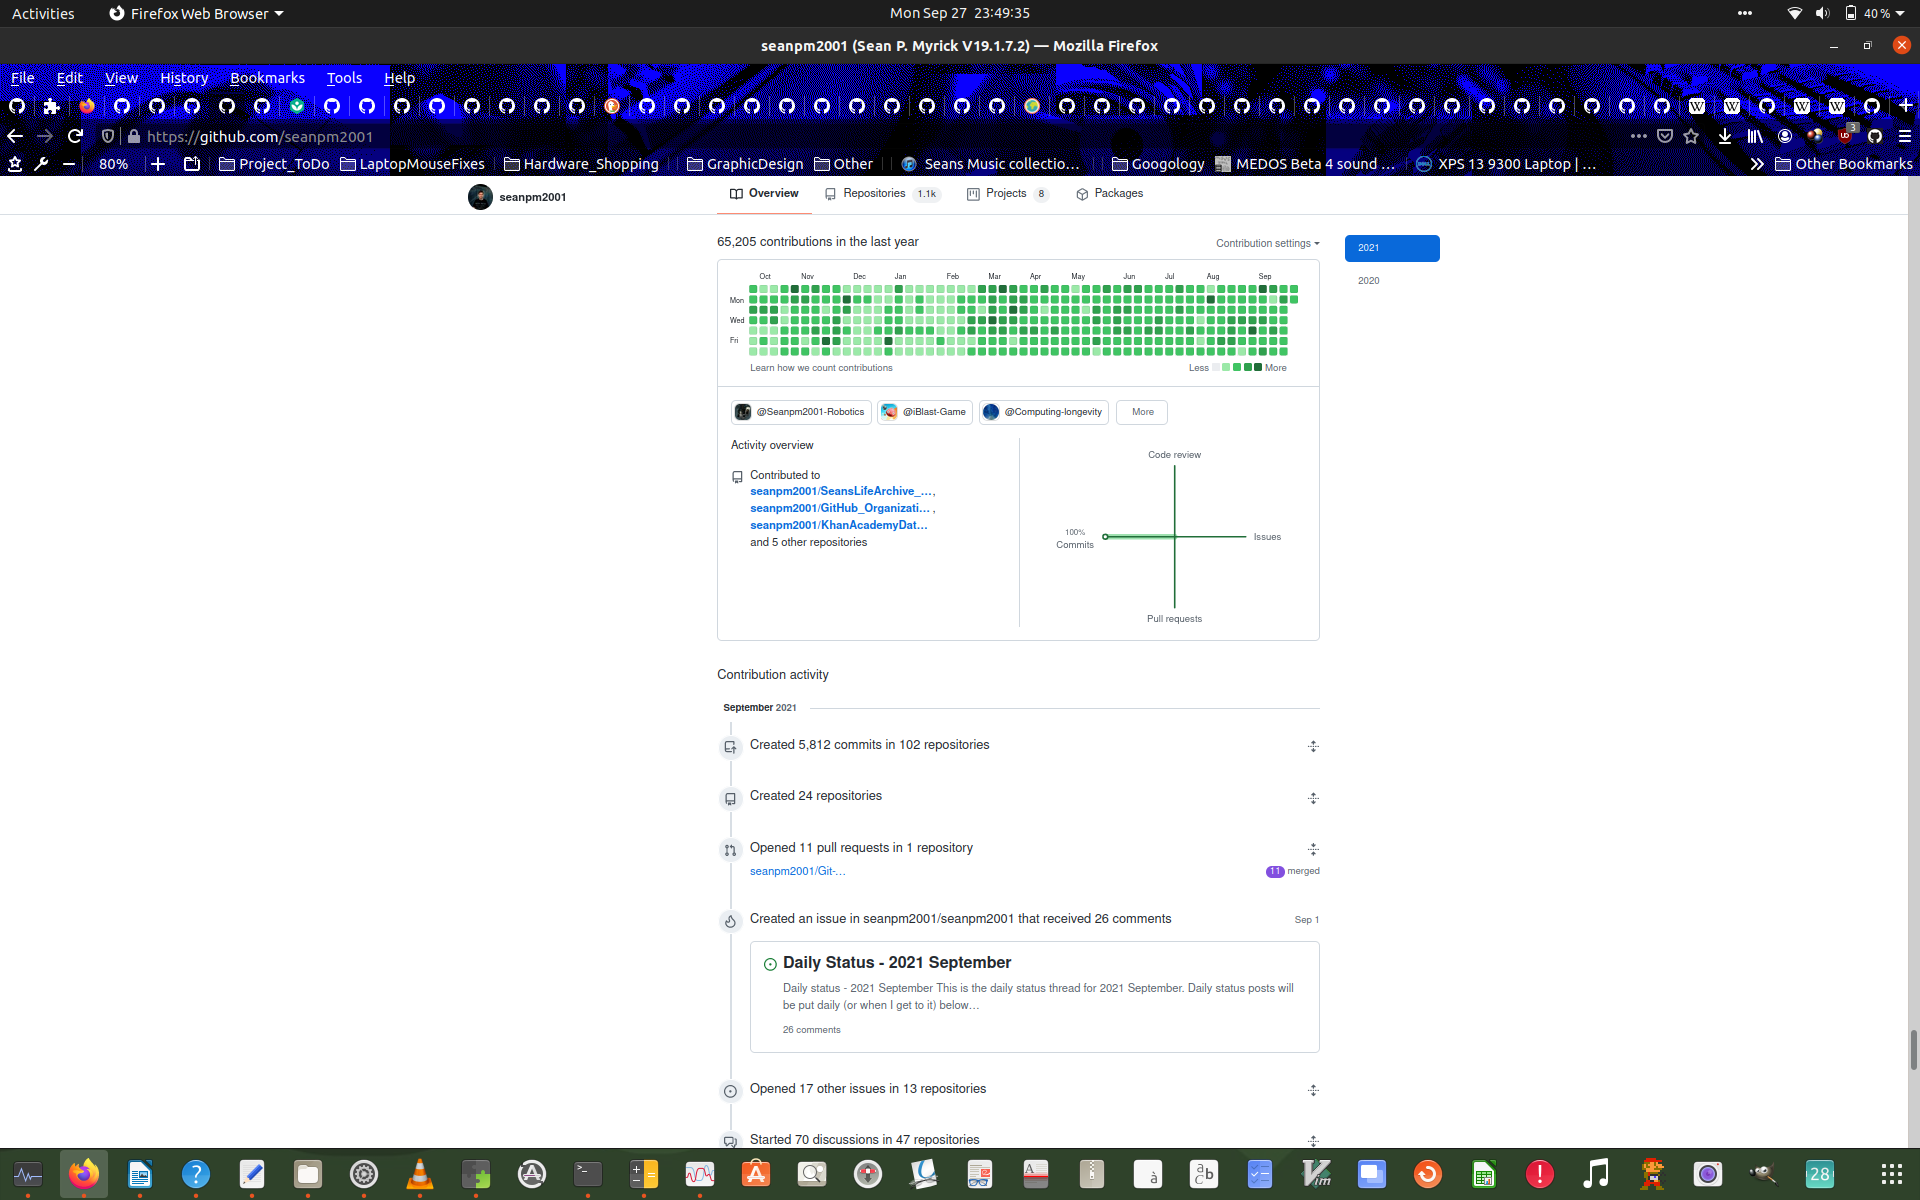 Activities
Firefox Web Browser
Mon Sep 27 23:49:35
40 %
seanpm2001 (Sean P. Myrick V19.1.7.2) — Mozilla Firefox
File Edit View History Bookmarks Tools Help
https://github.com/seanpm2001
3
80%
Project_ToDo
LaptopMouseFixes
Hardware_Shopping
GraphicDesign
Other
Seans Music collectio…
Googology
MEDOS Beta 4 sound …
XPS 13 9300 Laptop | …
Other Bookmarks
seanpm2001
Overview
Repositories 1.1k
Projects 8
Packages
65,205 contributions in the last year
Contribution settings
2021
2020
Oct Nov Dec Jan Feb Mar Apr May Jun Jul Aug Sep
Mon
Wed
Fri
Learn how we count contributions
Less
More
@Seanpm2001-Robotics
@iBlast-Game
@Computing-longevity
More
Activity overview
Contributed to
seanpm2001/SeansLifeArchive_…,
seanpm2001/GitHub_Organizati… ,
seanpm2001/KhanAcademyDat…
and 5 other repositories
Code review
100%
Commits
Issues
Pull requests
Contribution activity
September 2021
Created 5,812 commits in 102 repositories
Created 24 repositories
Opened 11 pull requests in 1 repository
seanpm2001/Git-…
11 merged
Created an issue in seanpm2001/seanpm2001 that received 26 comments
Sep 1
Daily Status - 2021 September
Daily status - 2021 September This is the daily status thread for 2021 September. Daily status posts will
be put daily (or when I get to it) below…
26 comments
Opened 17 other issues in 13 repositories
Started 70 discussions in 47 repositories
28